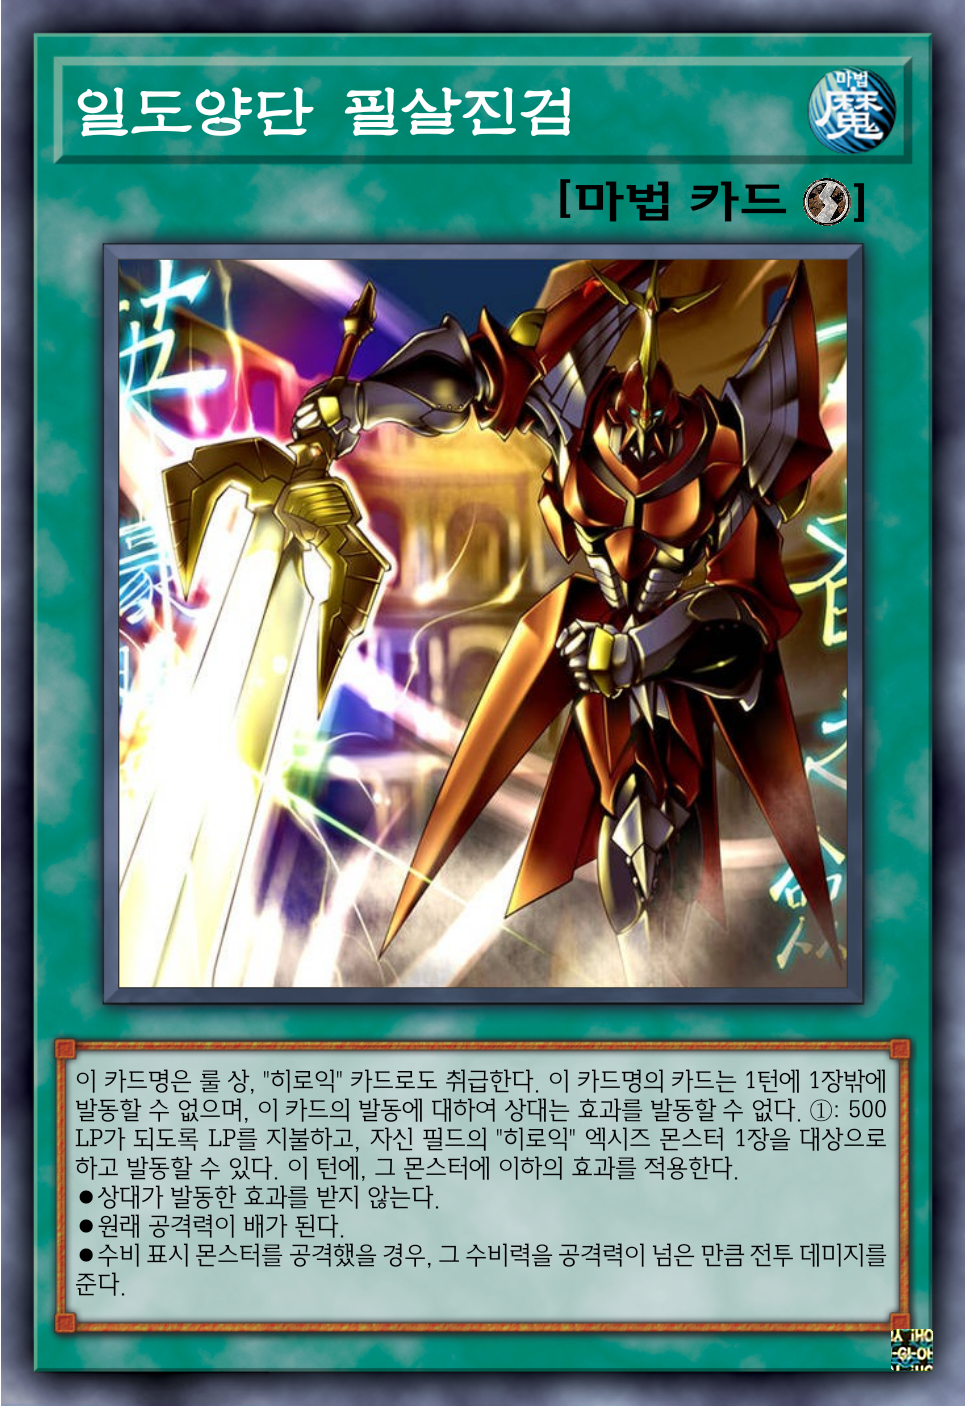 일도양단 필살진검
마법
魔
[마법 카드]
이 카드명은 룰 상, "히로익" 카드로도 취급한다. 이 카드명의 카드는 1턴에 1장밖에
발동할 수 없으며, 이 카드의 발동에 대하여 상대는 효과를 발동할 수 없다. ①: 500
LP가 되도록 LP를 지불하고, 자신 필드의 "히로익" 엑시즈 몬스터 1장을 대상으로
하고 발동할 수 있다. 이 턴에, 그 몬스터에 이하의 효과를 적용한다.
●상대가 발동한 효과를 받지 않는다.
●원래 공격력이 배가 된다.
●수비 표시 몬스터를 공격했을 경우, 그 수비력을 공격력이 넘은 만큼 전투 데미지를
준다.